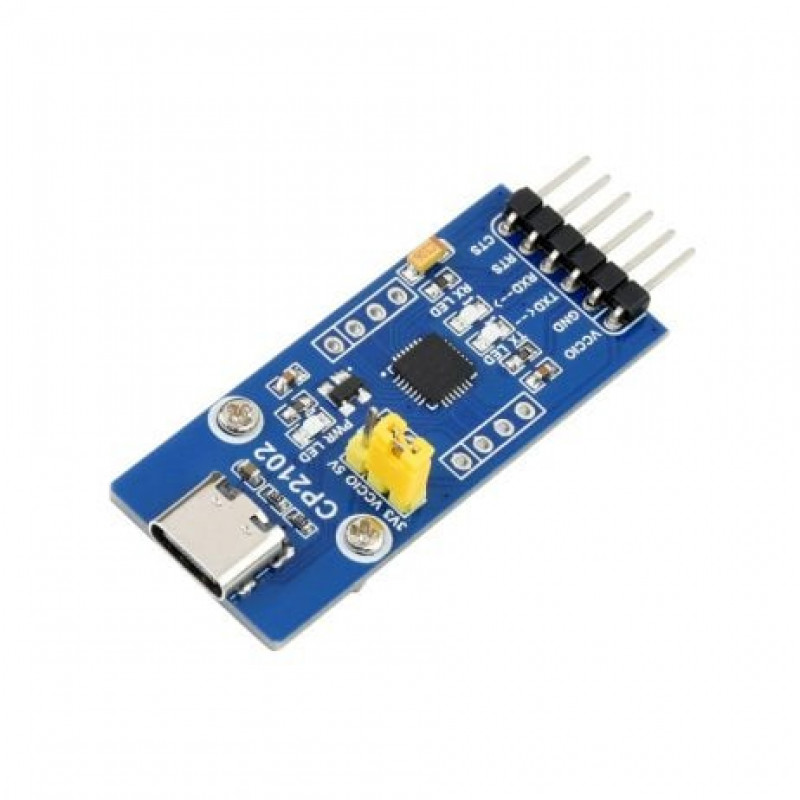 CTS
RTS
RXD-->
TXD<--
GND
VCCIO
RX LED
TX LED
PWR LED
3V3 VCCIO 5V
CP2102